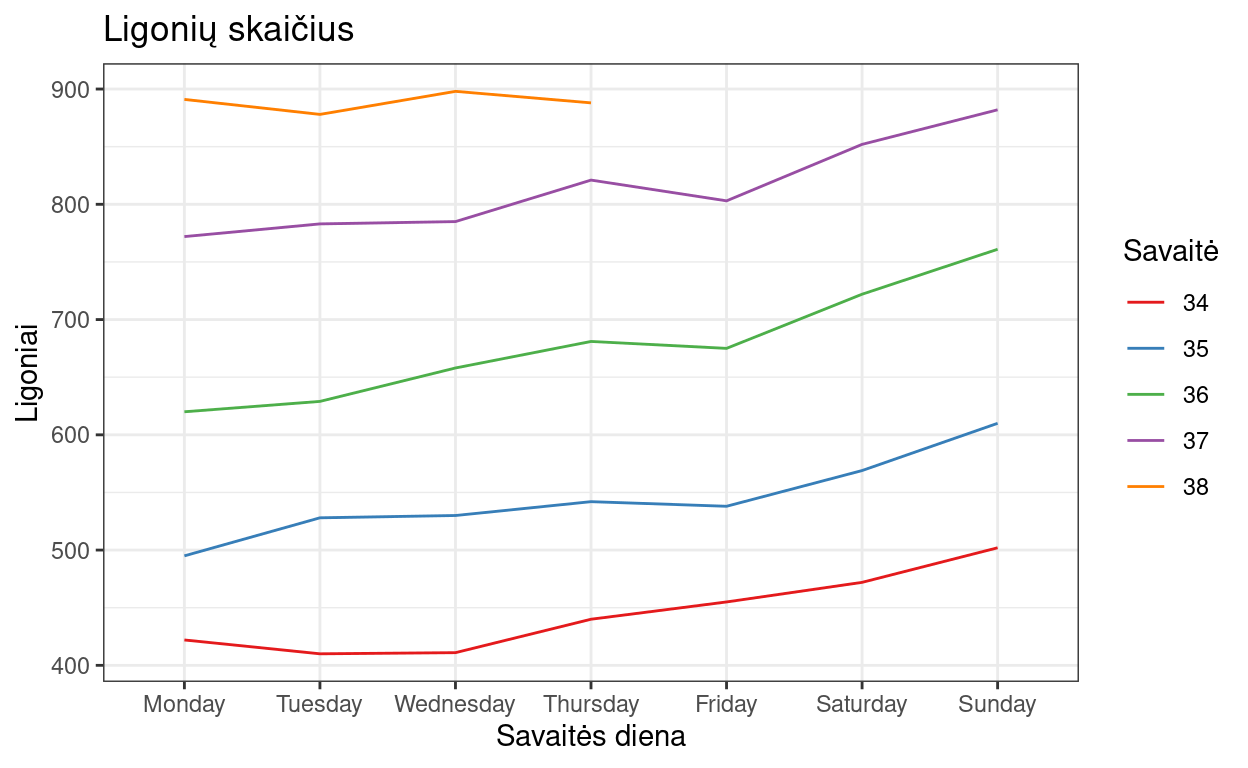 Ligonių skaičius
900
800
700
600
500
400
Ligoniai
Monday Tuesday Wednesday Thursday Friday Saturday Sunday
Savaitės diena
Savaitė
34
35
36
37
38